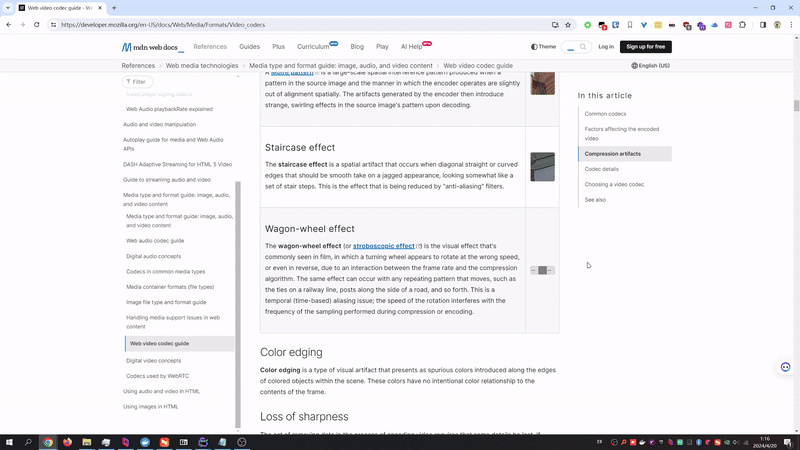 Web video codec guide - Web te
https://developer.mozilla.org/en-US/docs/Web/Media/Formats/Video_codecs
mdn web docs_
References
Guides
Plus
Curriculum
NEW
Blog
Play
AI Help
BETA
Theme
Log in
Sign up for free
References
Web media technologies
Media type and format guide: image, audio, and video content
Web video codec guide
English (US)
Filter
Web Audio playbackRate explained
Audio and video manipulation
Autoplay guide for media and Web Audio
APIs
DASH Adaptive Streaming for HTML 5 Video
Guide to streaming audio and video
Media type and format guide: image, audio,
and video content
Media type and format guide: image, audio,
and video content
Web audio codec guide
Digital audio concepts
Codecs in common media types
Media container formats (file types)
Image file type and format guide
Handling media support issues in web
content
Web video codec guide
Digital video concepts
Codecs used by WebRTC
Using audio and video in HTML
Using images in HTML
A moiré pattern is a large-scale spatial interference pattern produced when a
pattern in the source image and the manner in which the encoder operates are slightly
out of alignment spatially. The artifacts generated by the encoder then introduce
strange, swirling effects in the source image's pattern upon decoding.
Staircase effect
The staircase effect is a spatial artifact that occurs when diagonal straight or curved
edges that should be smooth take on a jagged appearance, looking somewhat like a
set of stair steps. This is the effect that is being reduced by "anti-aliasing" filters.
Wagon-wheel effect
The wagon-wheel effect (or stroboscopic effect) is the visual effect that's
commonly seen in film, in which a turning wheel appears to rotate at the wrong speed,
or even in reverse, due to an interaction between the frame rate and the compression
algorithm. The same effect can occur with any repeating pattern that moves, such as
the ties on a railway line, posts along the side of a road, and so forth. This is a
temporal (time-based) aliasing issue; the speed of the rotation interferes with the
frequency of the sampling performed during compression or encoding.
Color edging
Color edging is a type of visual artifact that presents as spurious colors introduced along the edges
of colored objects within the scene. These colors have no intentional color relationship to the
contents of the frame.
Loss of sharpness
In this article
Common codecs
Factors affecting the encoded
video
Compression artifacts
Codec details
Choosing a video codec
See also
1:16
2024/4/20